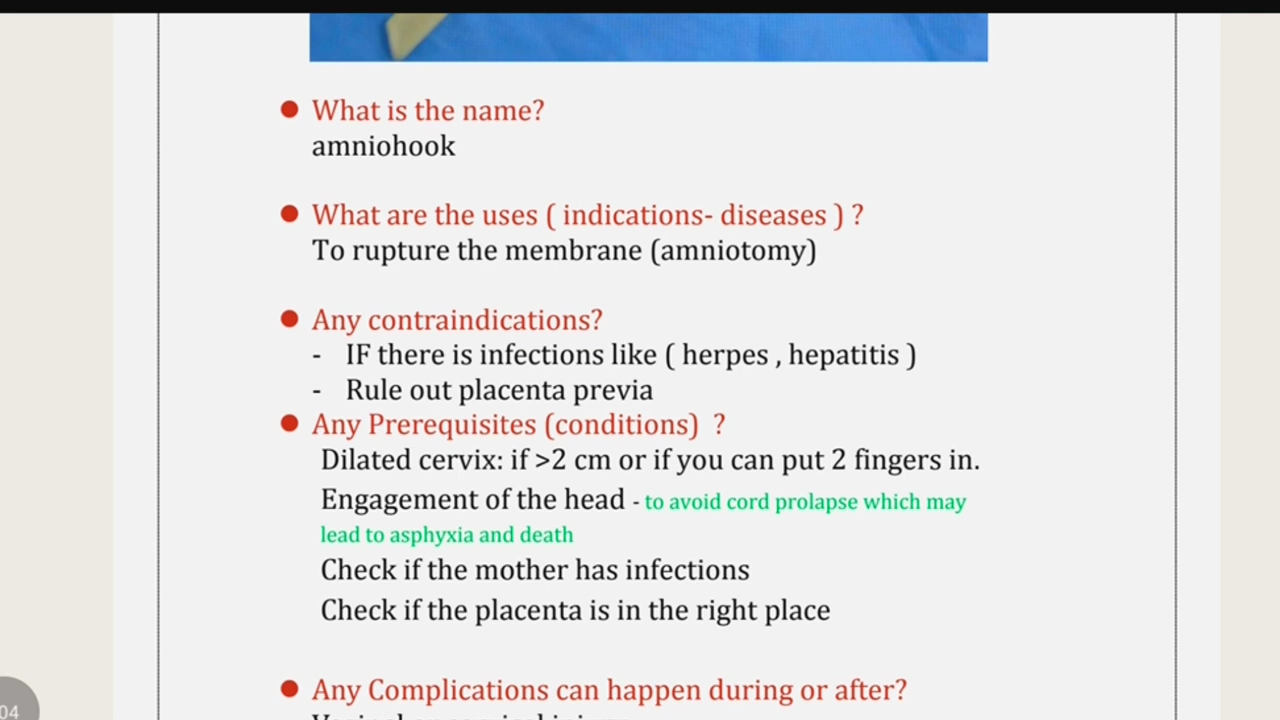 What is the name?
amniohook
What are the uses ( indications- diseases ) ?
To rupture the membrane (amniotomy)
Any contraindications?
- IF there is infections like ( herpes , hepatitis )
- Rule out placenta previa
Any Prerequisites (conditions) ?
Dilated cervix: if >2 cm or if you can put 2 fingers in.
Engagement of the head - to avoid cord prolapse which may
lead to asphyxia and death
Check if the mother has infections
Check if the placenta is in the right place
Any Complications can happen during or after?
04